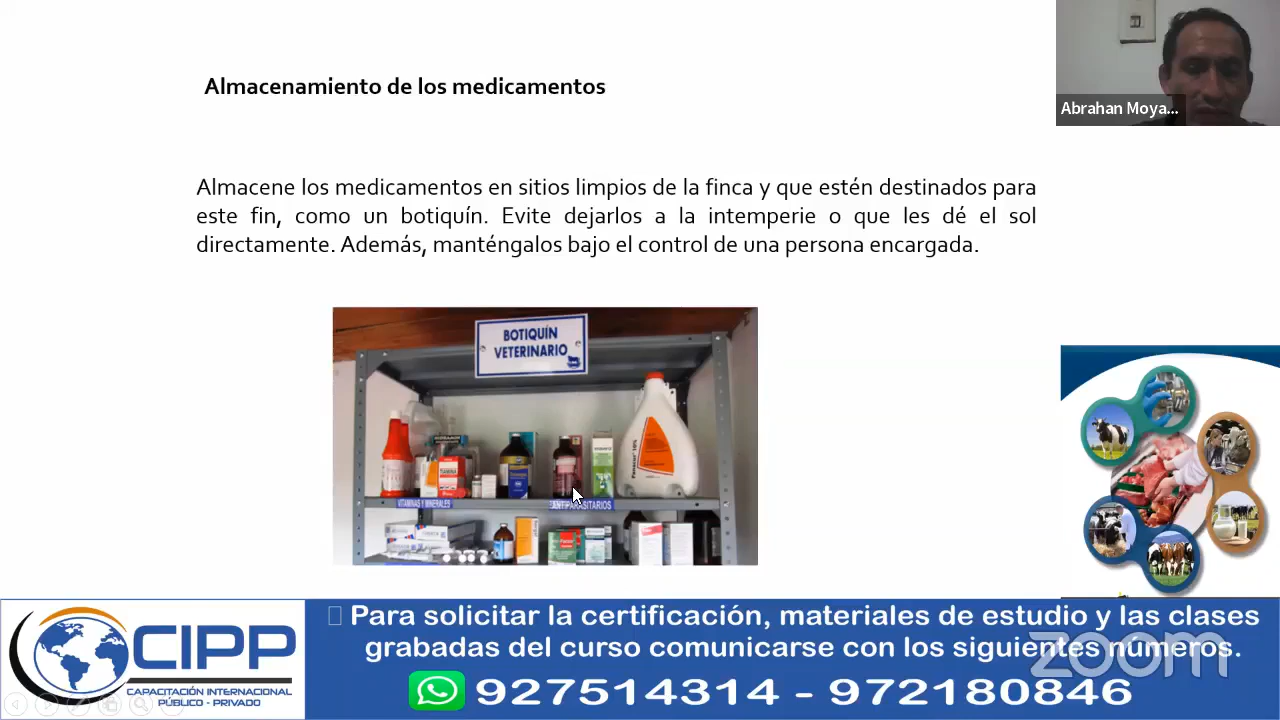 Almacenamiento de los medicamentos
Abrahan Moya...
Almacene los medicamentos en sitios limpios de la finca y que estén destinados para
este fin, como un botiquín. Evite dejarlos a la intemperie o que les dé el sol
directamente. Además, manténgalos bajo el control de una persona encargada.
BOTIQUÍN
VETERINARIO
VITAMINAS Y MINERALES
ANTIPARASITARIOS
CIPP
CAPACITACIÓN INTERNACIONAL
PÚBLICO - PRIVADO
Para solicitar la certificación, materiales de estudio y las clases
grabadas del curso comunicarse con los siguientes números.
927514314 - 972180846
zoom